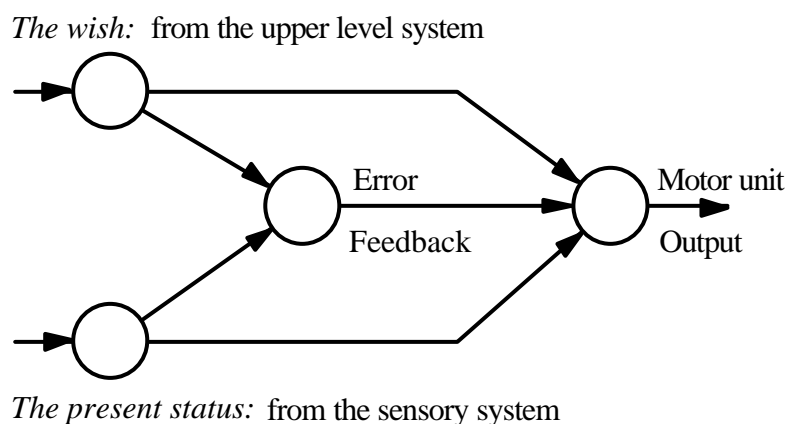 The wish: from the upper level system
Error
Motor unit
Feedback
Output
The present status: from the sensory system